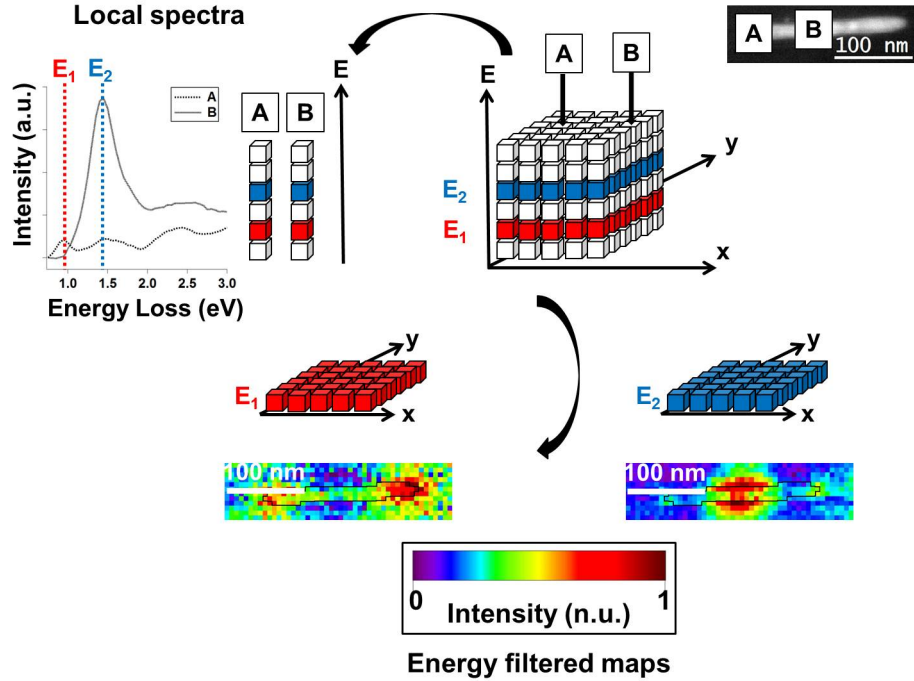 Local spectra
A
B
100 nm
E₁
E₂
A
B
Intensity (a.u.)
1.0
1.5
2.0
2.5
3.0
Energy Loss (eV)
A
B
E
E
A
B
y
x
E₂
E₁
E₁
y
x
E₂
y
x
100 nm
100 nm
0
1
Intensity (n.u.)
Energy filtered maps